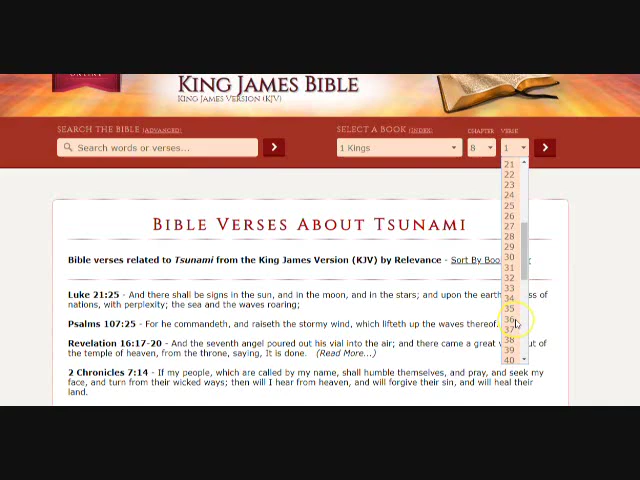 ONLINE
KING JAMES BIBLE
KING JAMES VERSION (KJV)
SEARCH THE BIBLE (ADVANCED) SELECT A BOOK (INDEX) CHAPTER VERSE
Search words or verses... 1 Kings 8 1
21
22
23
24
25
26
27
28
29
30
31
32
33
34
35
36
37
38
39
40
BIBLE VERSES ABOUT TSUNAMI
Bible verses related to Tsunami from the King James Version (KJV) by Relevance - Sort By Boo
Luke 21:25 - And there shall be signs in the sun, and in the moon, and in the stars; and upon the earth ss of
nations, with perplexity; the sea and the waves roaring;
Psalms 107:25 - For he commandeth, and raiseth the stormy wind, which lifteth up the waves thereof.
Revelation 16:17-20 - And the seventh angel poured out his vial into the air; and there came a great out of
the temple of heaven, from the throne, saying, It is done. (Read More...)
2 Chronicles 7:14 - If my people, which are called by my name, shall humble themselves, and pray, and seek my
face, and turn from their wicked ways; then will I hear from heaven, and will forgive their sin, and will heal their
land.